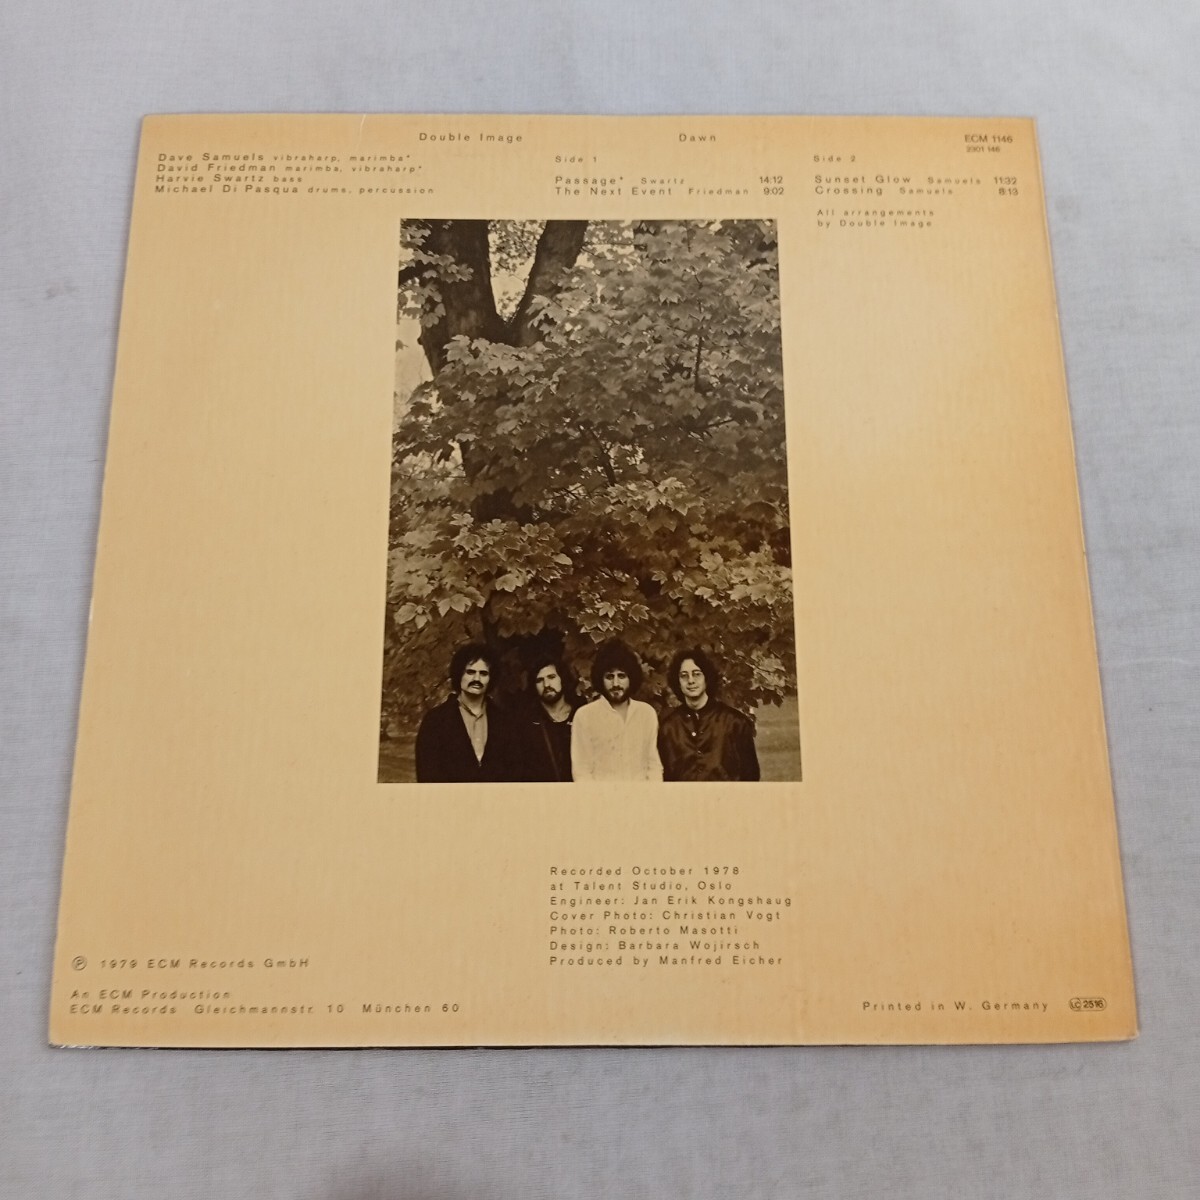 Double Image
Dawn
ECM 1146
2301 146
Dave Samuels vibraharp, marimba*
David Friedman marimba, vibraharp*
Harvie Swartz bass
Michael Di Pasqua drums, percussion
Side 1
Passage* Swartz 14:12
The Next Event Friedman 9:02
Side 2
Sunset Glow Samuels 11:32
Crossing Samuels 8:13
All arrangements
by Double Image
Recorded October 1978
at Talent Studio, Oslo
Engineer: Jan Erik Kongshaug
Cover Photo: Christian Vogt
Photo: Roberto Masotti
Design: Barbara Wojirsch
Produced by Manfred Eicher
℗ 1979 ECM Records GmbH
An ECM Production
ECM Records Gleichmannstr. 10 München 60
Printed in W. Germany
LC 2516